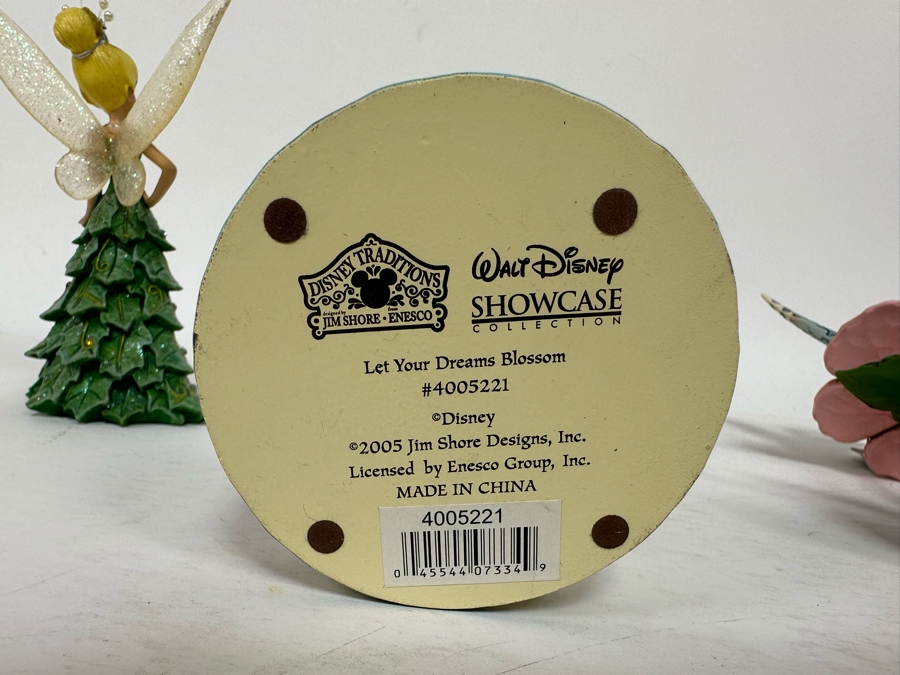 DISNEY TRADITIONS
designed by from
JIM SHORE • ENESCO
WALT DISNEY
SHOWCASE
COLLECTION
Let Your Dreams Blossom
#4005221
©Disney
©2005 Jim Shore Designs, Inc.
Licensed by Enesco Group, Inc.
MADE IN CHINA
4005221
0 45544 07334 9